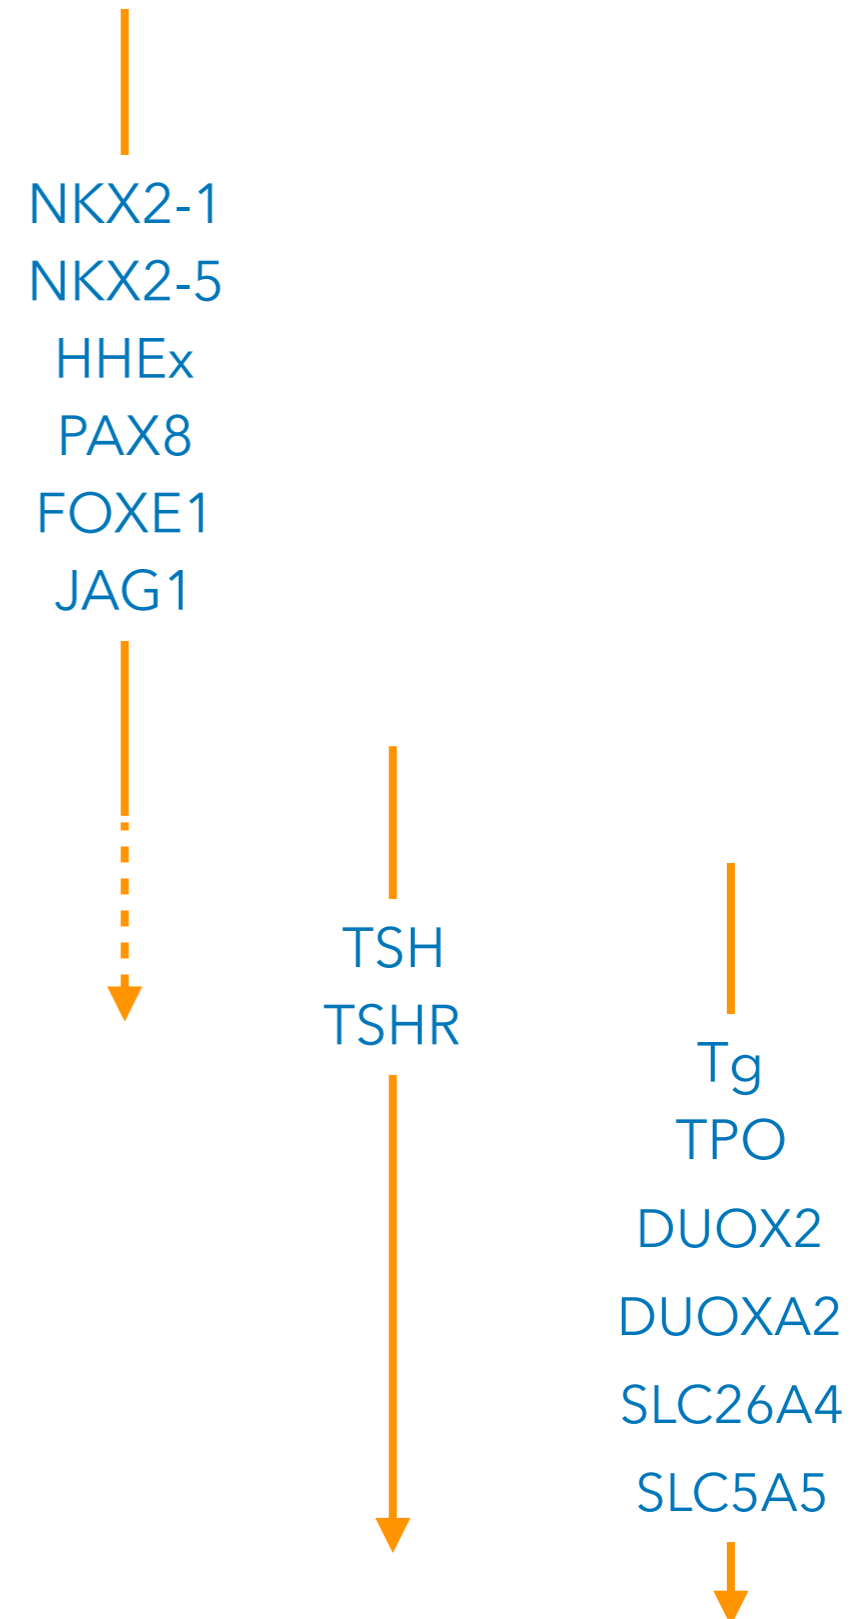 NKX2-1
NKX2-5
HHEx
PAX8
FOXE1
JAG1
TSH
TSHR
Tg
TPO
DUOX2
DUOXA2
SLC26A4
SLC5A5